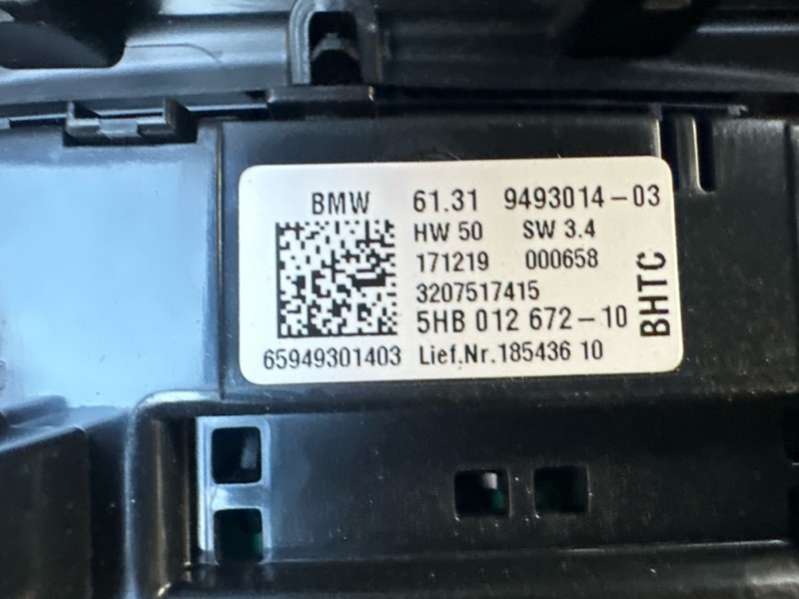 BMW 61.31 9493014-03
HW 50 SW 3.4
171219 000658
3207517415
5HB 012 672-10
65949301403 Lief.Nr.185436 10
BHTC